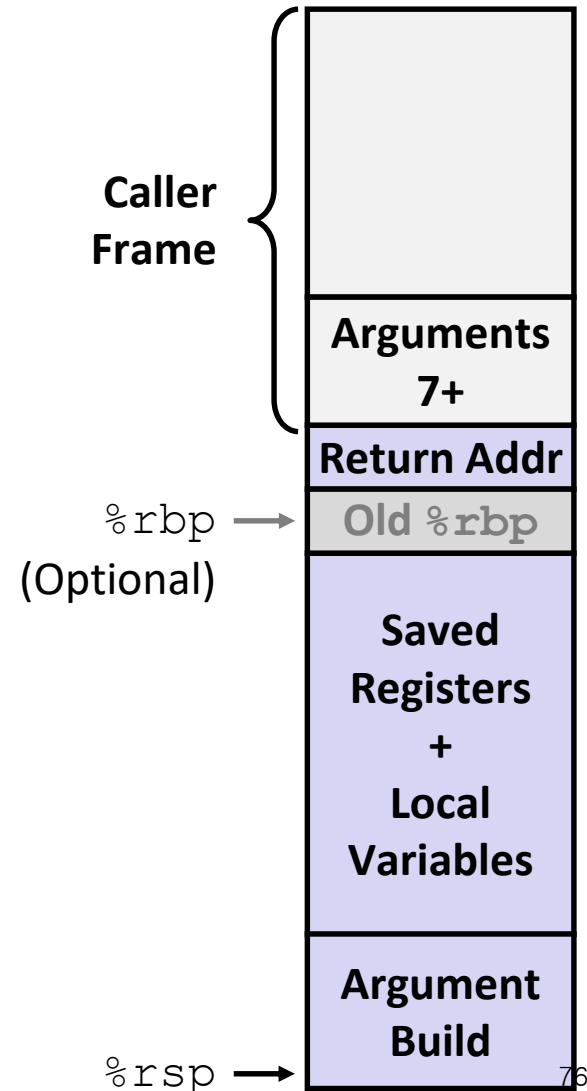 Caller
Frame
Arguments
7+
Return Addr
%rbp
Old %rbp
(Optional)
Saved
Registers
+
Local
Variables
Argument
Build
%rsp
76